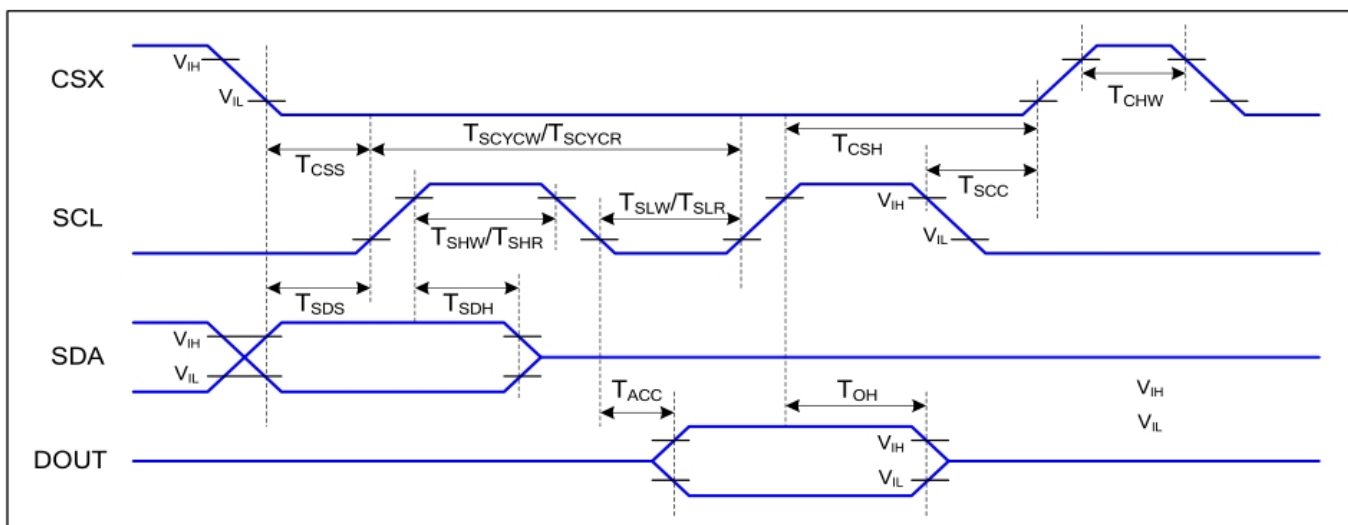 CSX
VIH
VIL
TCHW
TSCYCW/TSCYCR
TCSH
TCSS
TSCC
SCL
TSLW/TSLR
VIH
TSHW/TSHR
VIL
TSDS
TSDH
SDA
VIH
VIL
TACC
TOH
VIH
VIL
DOUT
VIH
VIL